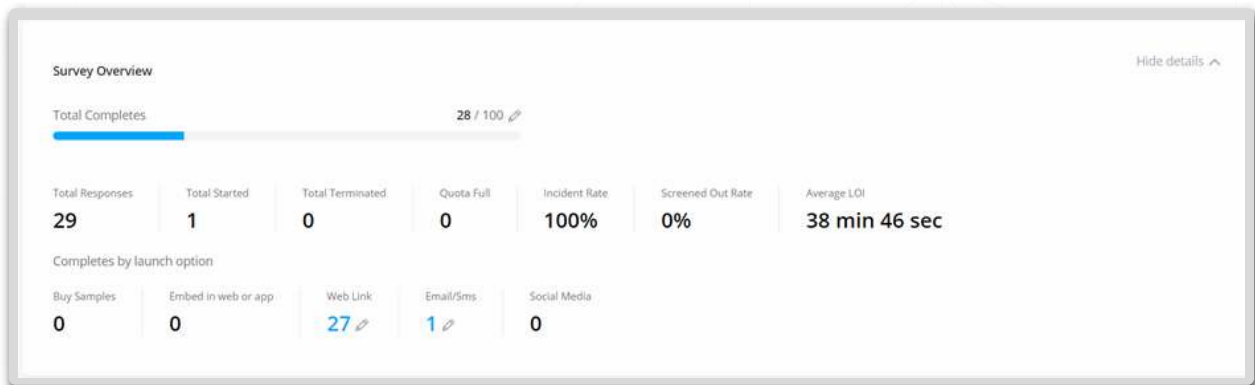 Hide details
Survey Overview
Total Completes 28 / 100
Total Responses Total Started Total Terminated Quota Full Incident Rate Screened Out Rate Average LOI
29 1 0 0 100% 0% 38 min 46 sec
Completes by launch option
Buy Samples Embed in web or app Web Link Email/Sms Social Media
0 0 27 1 0